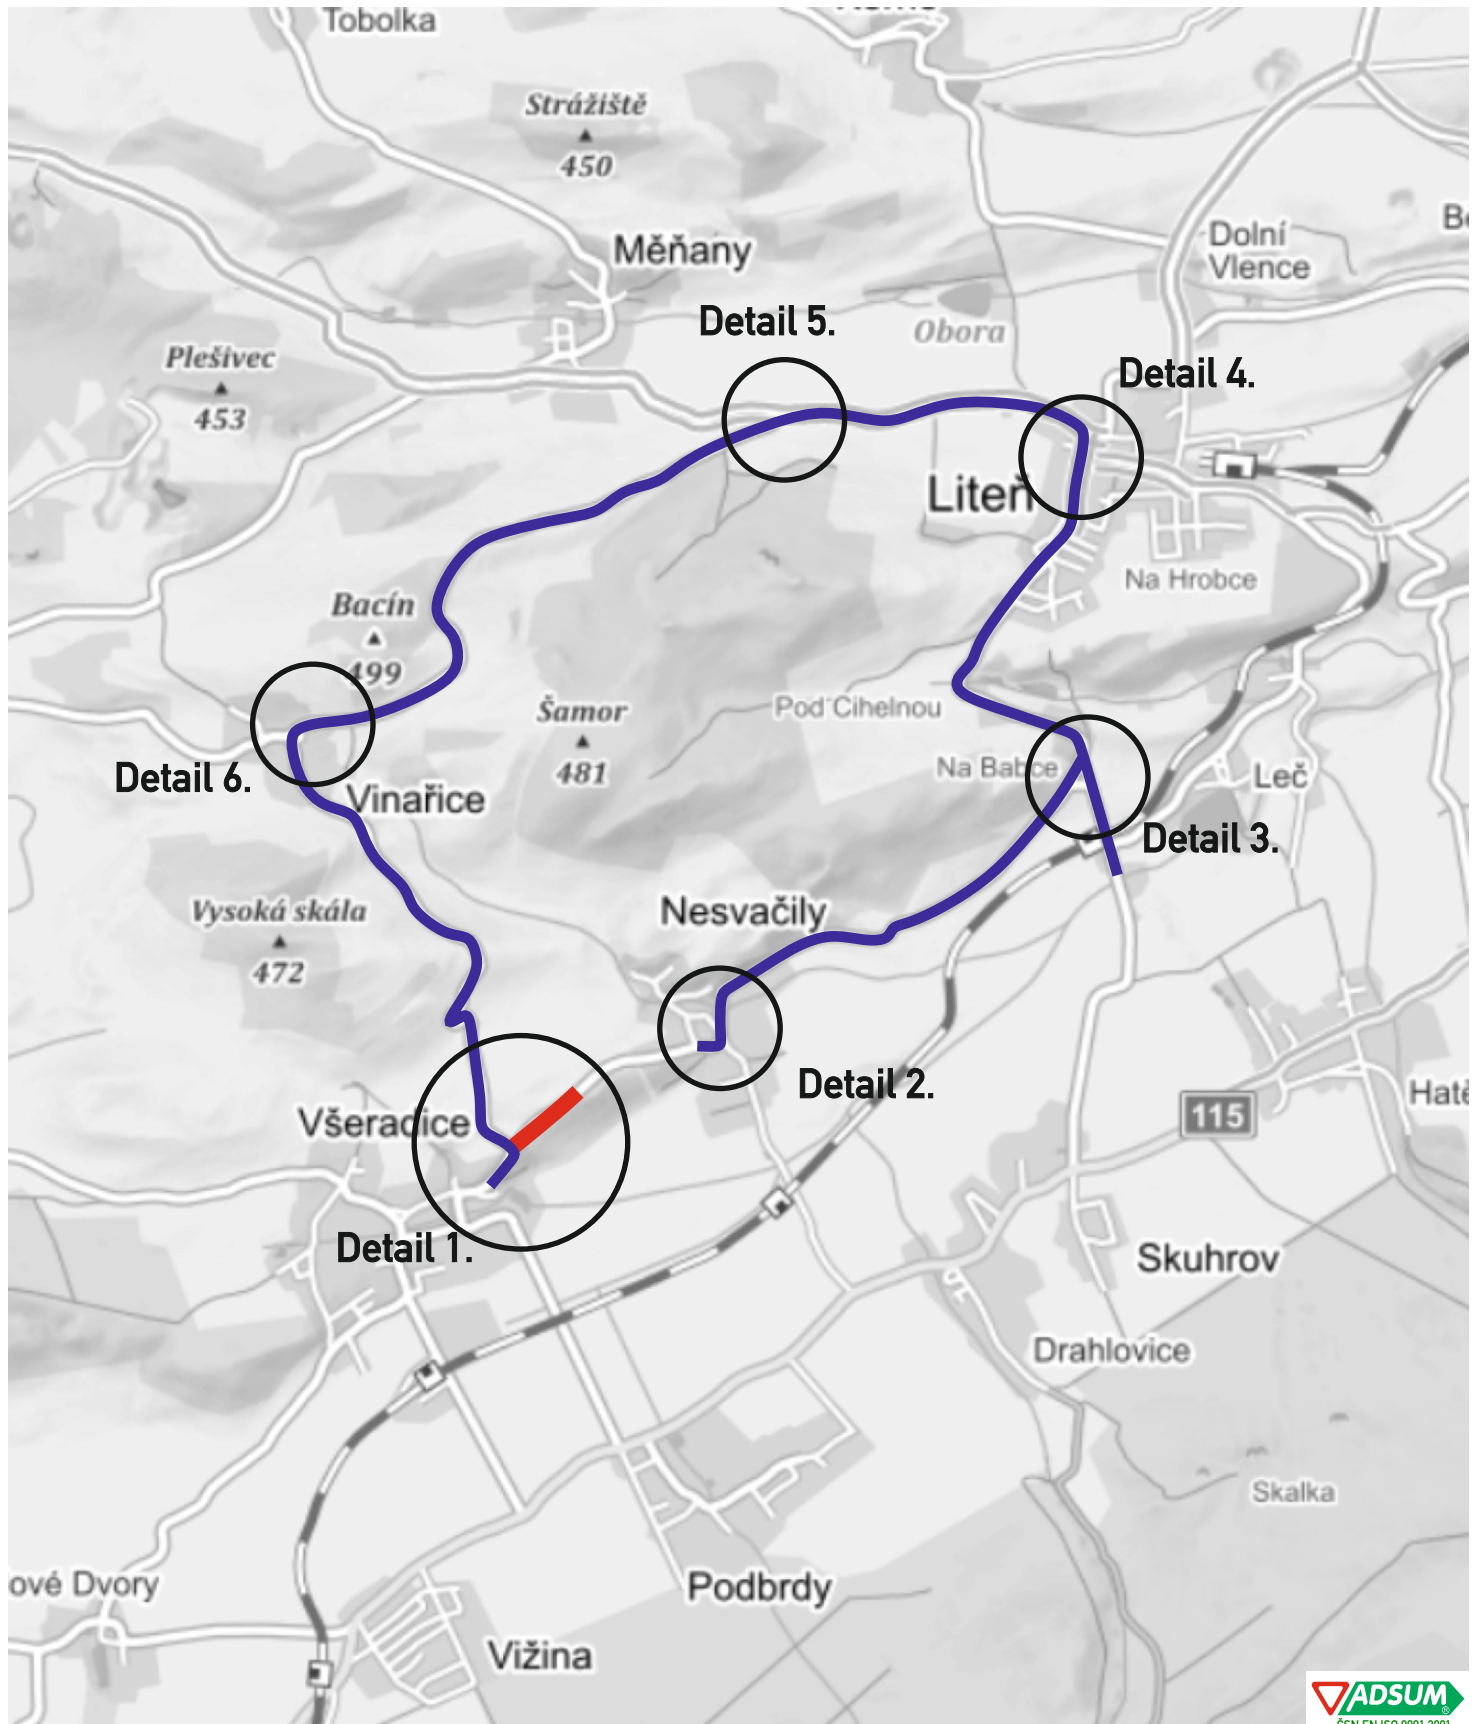 Tobolka
Strážiště
450
Měňany
Dolní
Vlence
Detail 5.
Obora
Plešivec
453
Detail 4.
Liteň
Na Hrobce
Bacín
499
Šamor
481
Pod Cihelnou
Na Babce
Leč
Detail 6.
Vinařice
Detail 3.
Vysoká skála
472
Nesvačily
Detail 2.
Hatě
115
Všeradice
Detail 1.
Skuhrov
Drahlovice
Skalka
ové Dvory
Podbrdy
Vižina
ADSUM